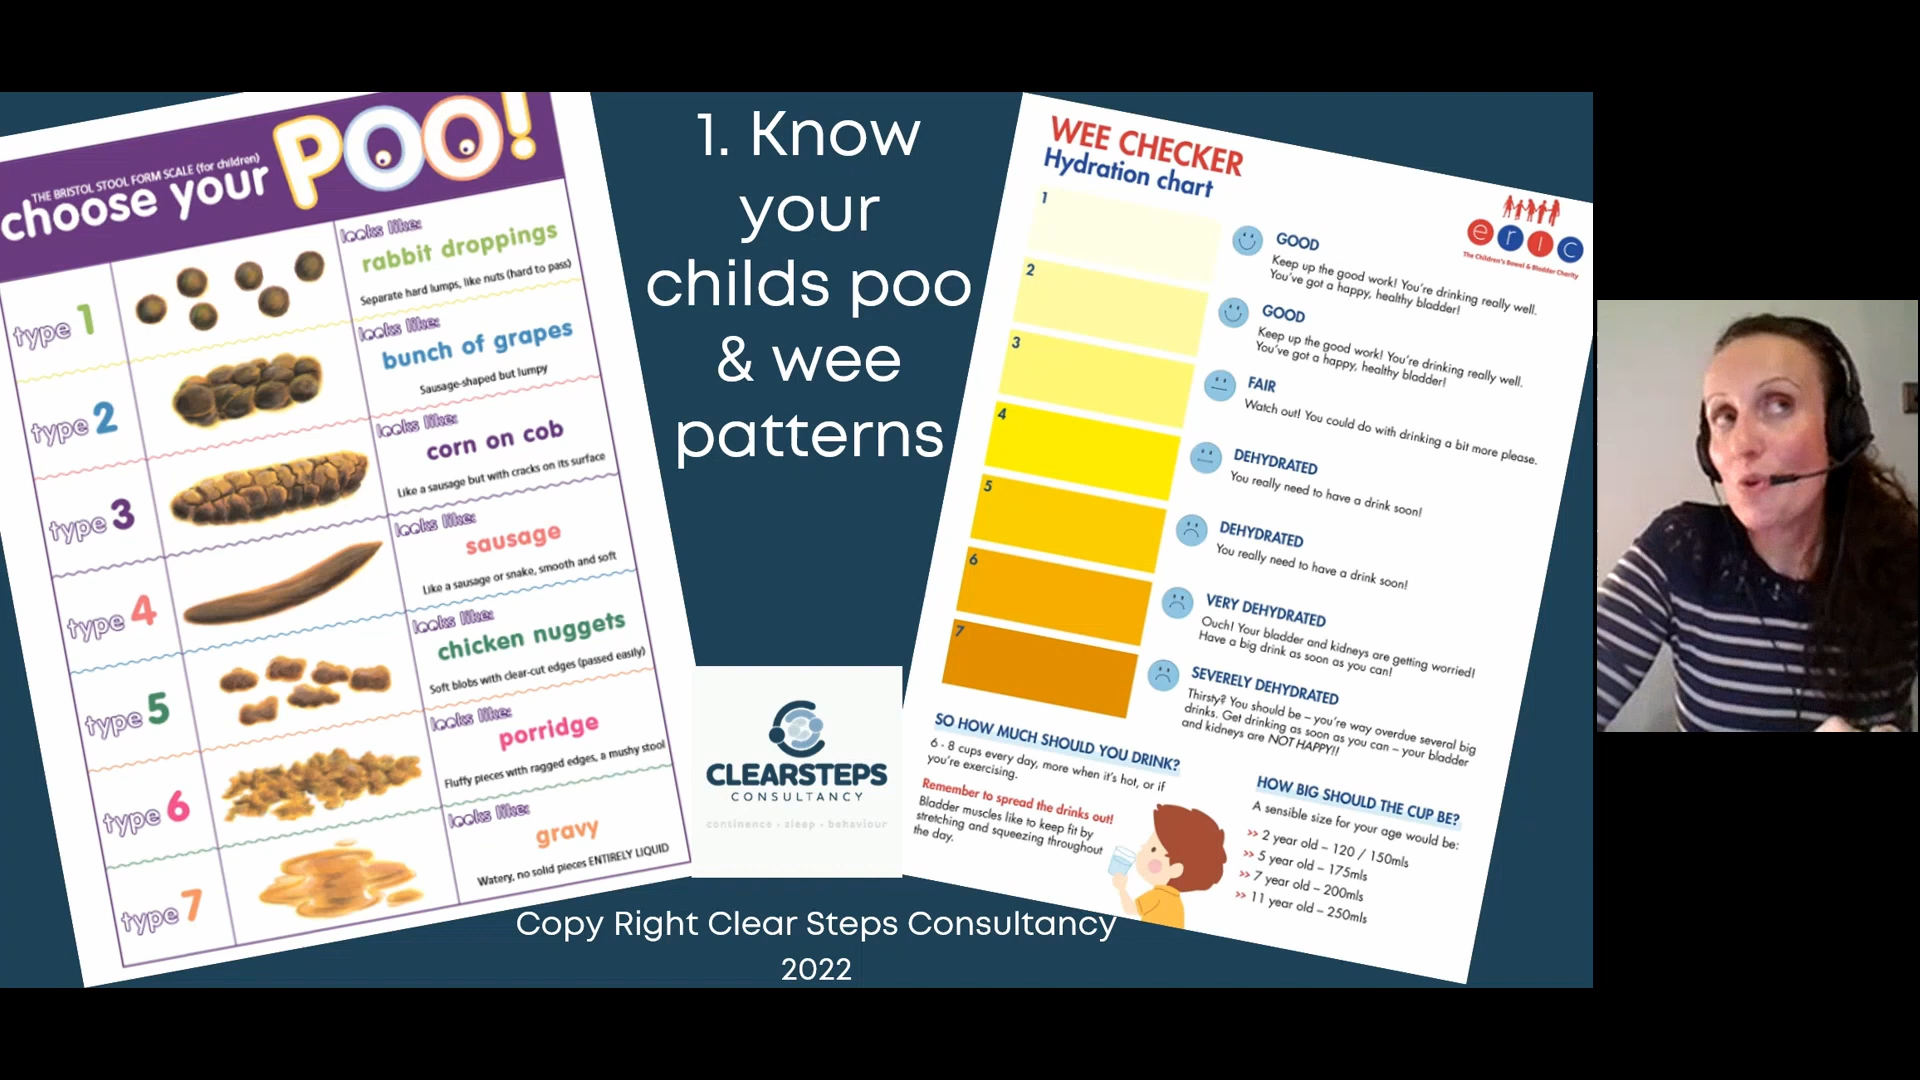 THE BRISTOL STOOL FORM SCALE (for children)
choose your
POO!
type 1
looks like:
rabbit droppings
Separate hard lumps, like nuts (hard to pass)
type 2
looks like:
bunch of grapes
Sausage-shaped but lumpy
type 3
looks like:
corn on cob
Like a sausage but with cracks on its surface
type 4
looks like:
sausage
Like a sausage or snake, smooth and soft
type 5
looks like:
chicken nuggets
Soft blobs with clear-cut edges (passed easily)
type 6
looks like:
porridge
Fluffy pieces with ragged edges, a mushy stool
type 7
looks like:
gravy
Watery, no solid pieces ENTIRELY LIQUID
1. Know
your
childs poo
& wee
patterns
CLEARSTEPS
CONSULTANCY
continence • sleep • behaviour
Copy Right Clear Steps Consultancy
2022
WEE CHECKER
Hydration chart
eric
The Children's Bowel & Bladder Charity
1
GOOD
Keep up the good work! You're drinking really well.
You've got a happy, healthy bladder!
2
GOOD
Keep up the good work! You're drinking really well.
You've got a happy, healthy bladder!
3
FAIR
Watch out! You could do with drinking a bit more please.
4
DEHYDRATED
You really need to have a drink soon!
5
DEHYDRATED
You really need to have a drink soon!
6
VERY DEHYDRATED
Ouch! Your bladder and kidneys are getting worried!
Have a big drink as soon as you can!
7
SEVERELY DEHYDRATED
Thirsty? You should be – you're way overdue several big
drinks. Get drinking as soon as you can – your bladder
and kidneys are NOT HAPPY!!
SO HOW MUCH SHOULD YOU DRINK?
6 - 8 cups every day, more when it's hot, or if
you're exercising.
Remember to spread the drinks out!
Bladder muscles like to keep fit by
stretching and squeezing throughout
the day.
HOW BIG SHOULD THE CUP BE?
A sensible size for your age would be:
>> 2 year old – 120 / 150mls
>> 5 year old – 175mls
>> 7 year old – 200mls
>> 11 year old – 250mls